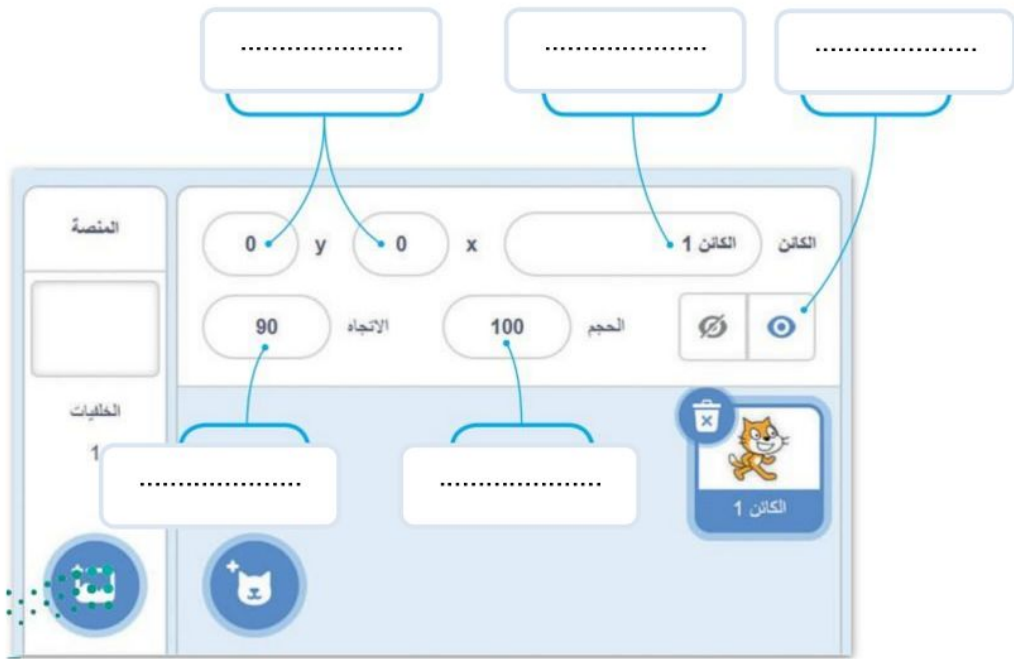 ..................... ..................... .....................
المنصة
الكائن الكائن 1 x 0 y 0
الحجم 100 الاتجاه 90
الخلفيات
1
..................... .....................
الكائن 1